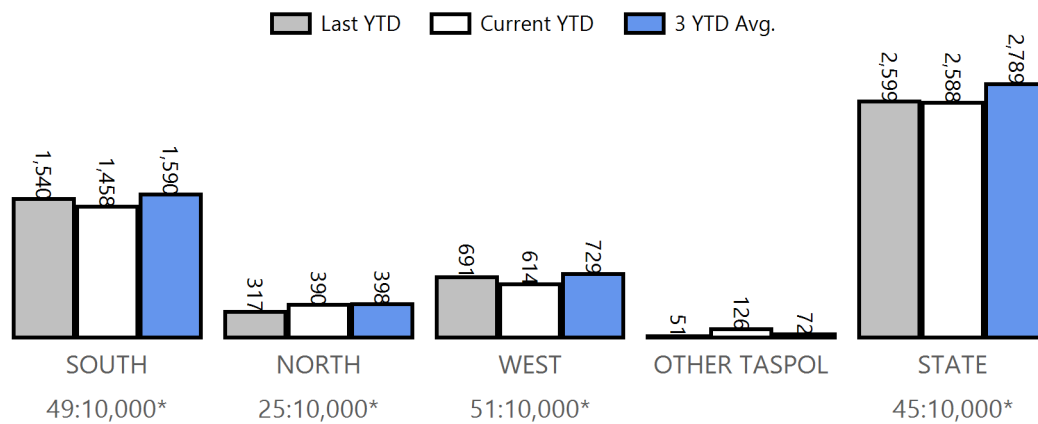 Last YTD Current YTD 3 YTD Avg.
1,540 1,458 1,590 317 390 398 691 614 729 51 126 72 2,599 2,588 2,789
SOUTH NORTH WEST OTHER TASPOL STATE
49:10,000* 25:10,000* 51:10,000* 45:10,000*